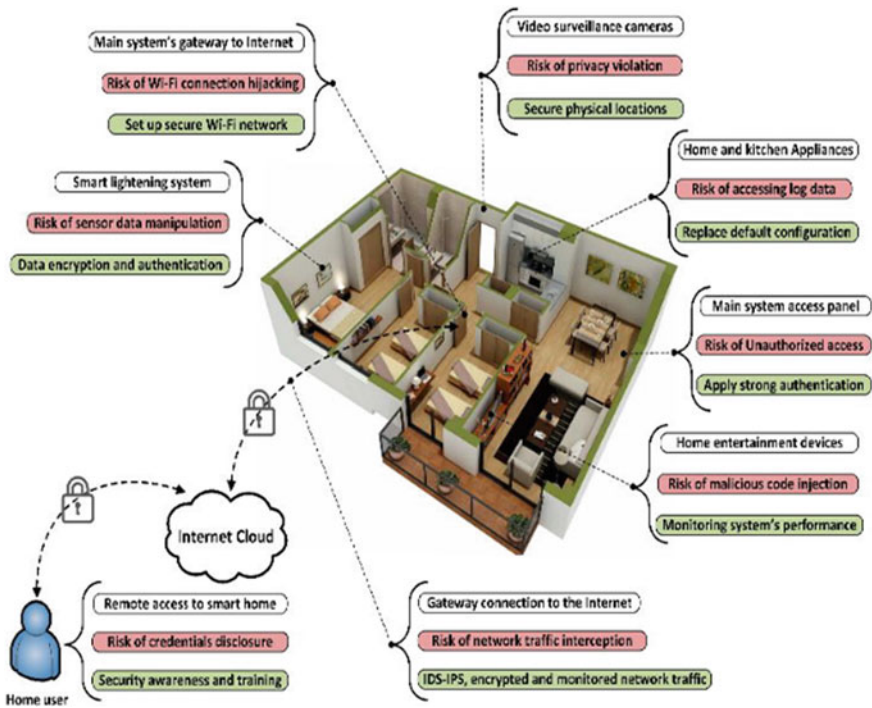 Main system's gateway to Internet
Risk of Wi-Fi connection hijacking
Set up secure Wi-Fi network
Video surveillance cameras
Risk of privacy violation
Secure physical locations
Smart lightening system
Risk of sensor data manipulation
Data encryption and authentication
Home and kitchen Appliances
Risk of accessing log data
Replace default configuration
Main system access panel
Risk of Unauthorized access
Apply strong authentication
Home entertainment devices
Risk of malicious code injection
Monitoring system's performance
Internet Cloud
Remote access to smart home
Risk of credentials disclosure
Security awareness and training
Home user
Gateway connection to the Internet
Risk of network traffic interception
IDS-IPS, encrypted and monitored network traffic